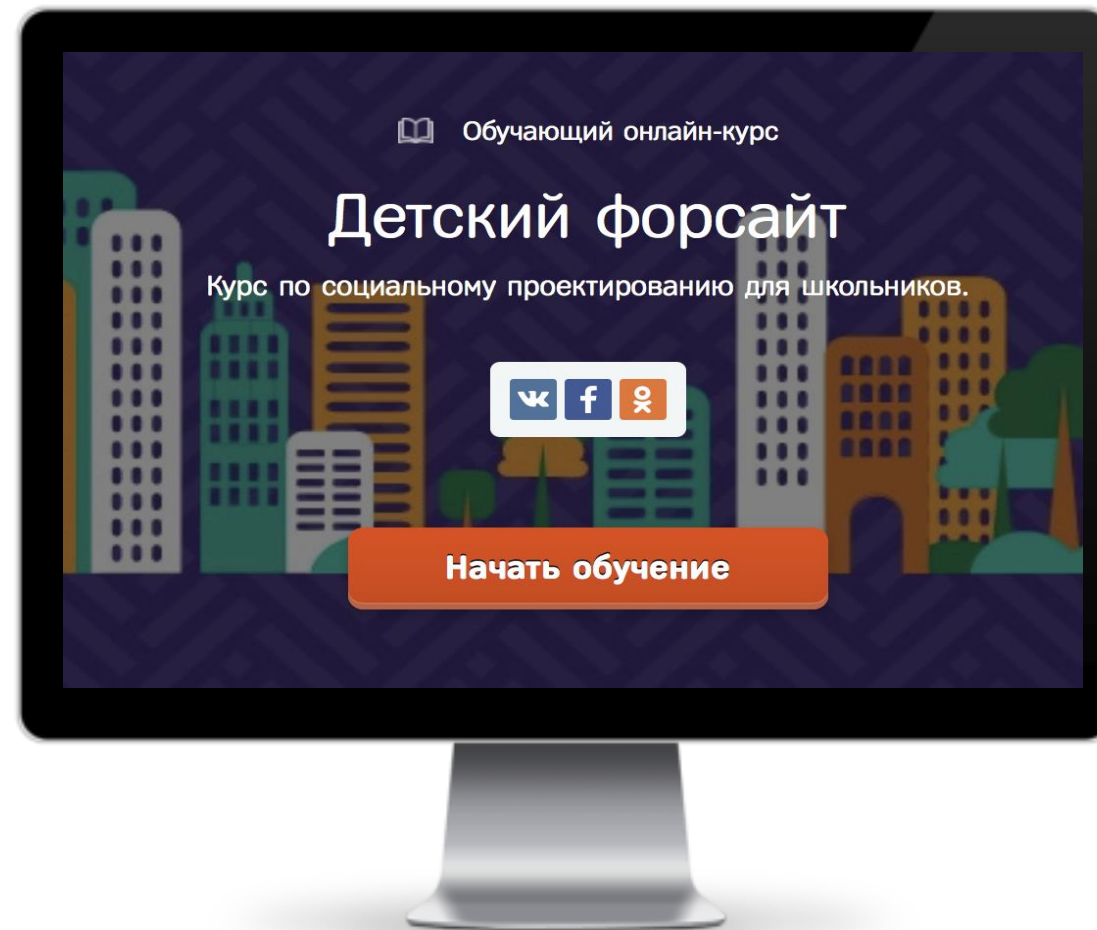 Обучающий онлайн-курс
Детский форсайт
Курс по социальному проектированию для школьников.
Начать обучение